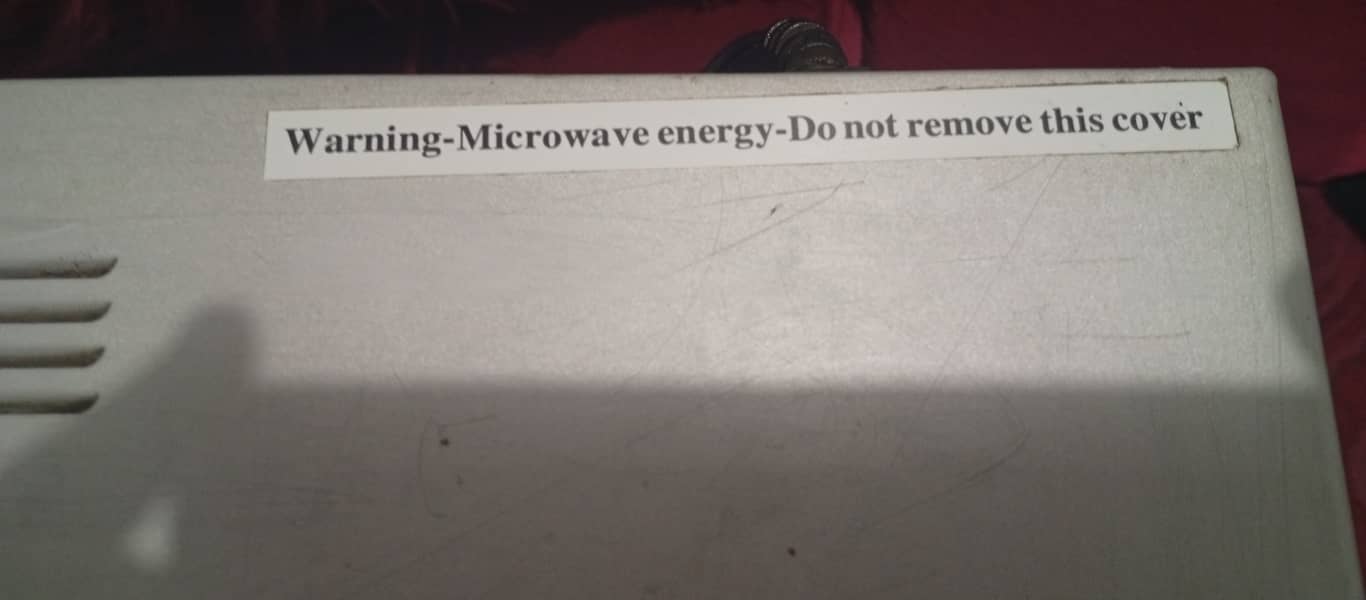 Warning-Microwave energy-Do not remove this cover